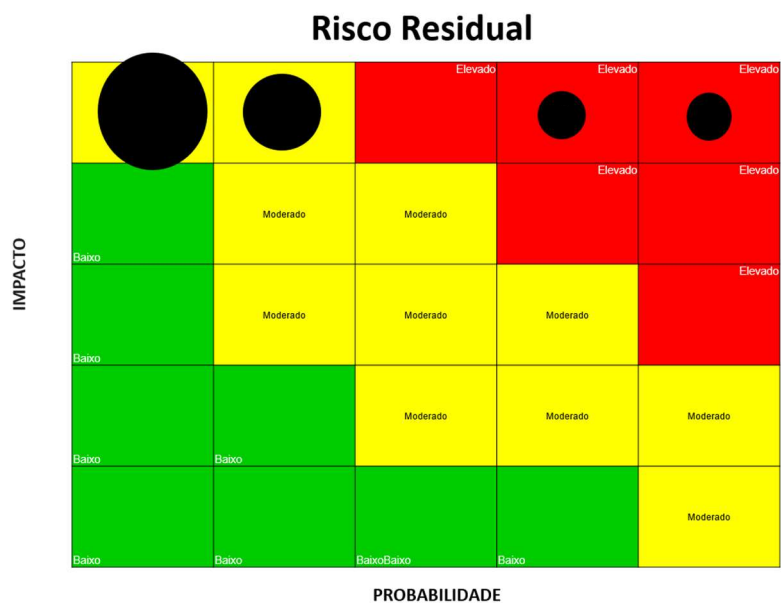 Risco Residual
Elevado
Elevado
Elevado
Baixo
Moderado
Moderado
Elevado
Elevado
IMPACTO
Baixo
Moderado
Moderado
Moderado
Elevado
Baixo
Baixo
Moderado
Moderado
Moderado
Baixo
Baixo
BaixoBaixo
Baixo
Moderado
PROBABILIDADE